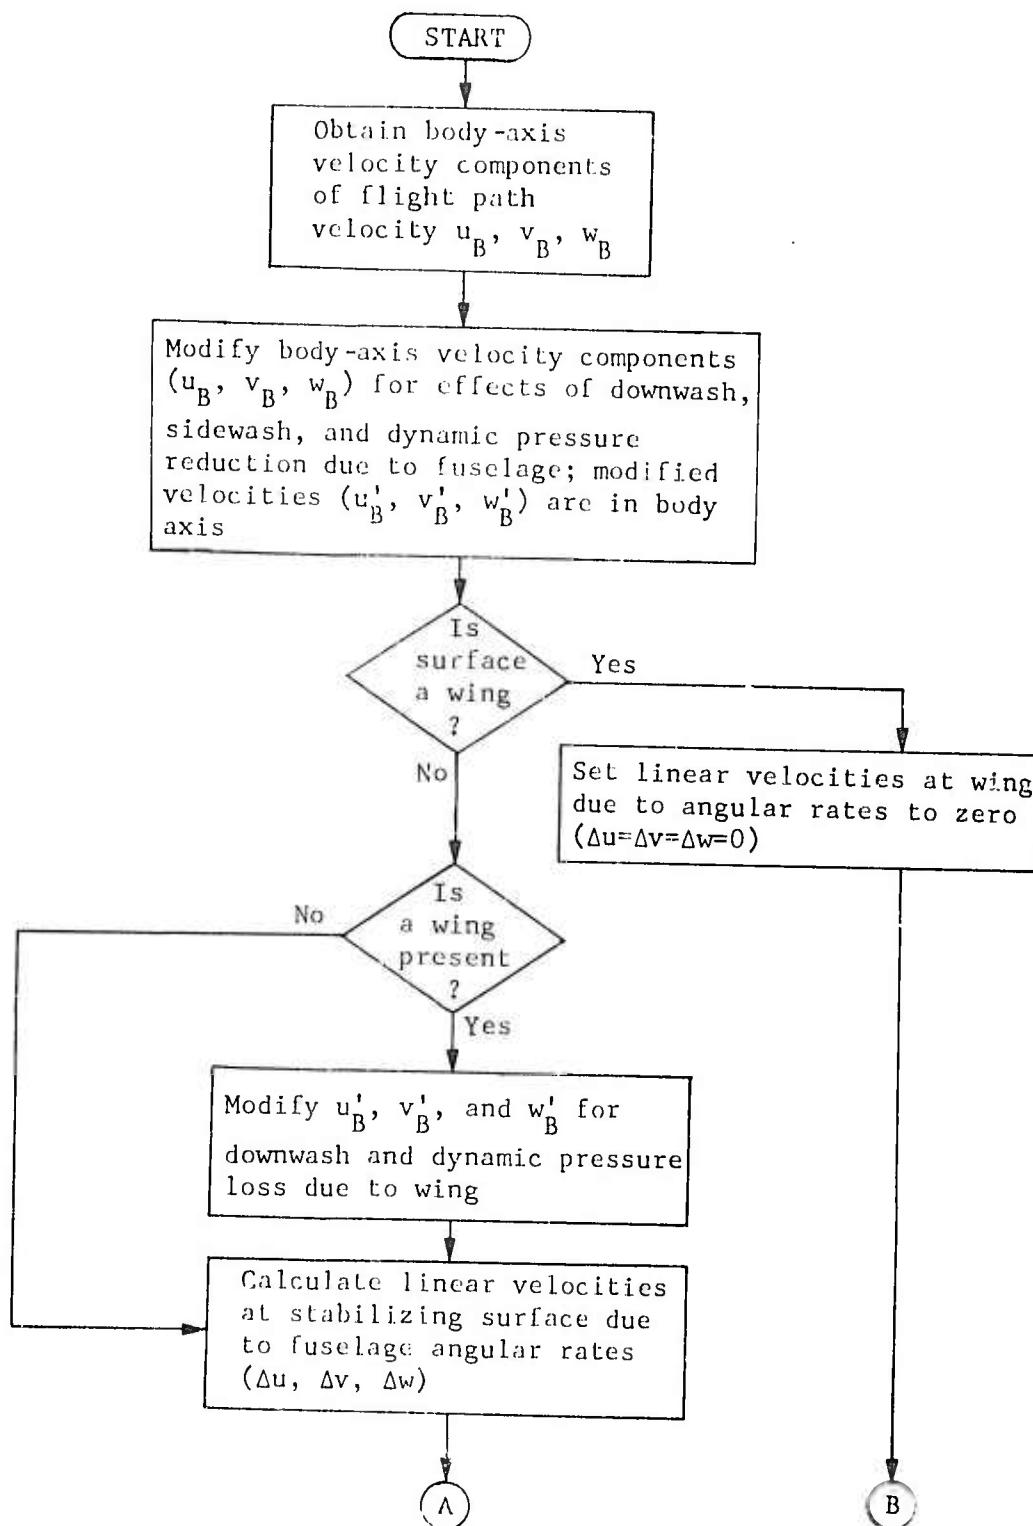 START
Obtain body-axis
velocity components
of flight path
velocity u_B, v_B, w_B
Modify body-axis velocity components
(u_B, v_B, w_B) for effects of downwash,
sidewash, and dynamic pressure
reduction due to fuselage; modified
velocities (u'_B, v'_B, w'_B) are in body
axis
Is
surface
a wing
?
Yes
No
Set linear velocities at wing
due to angular rates to zero
(Δu=Δv=Δw=0)
Is
a wing
present
?
No
Yes
Modify u'_B, v'_B, and w'_B for
downwash and dynamic pressure
loss due to wing
Calculate linear velocities
at stabilizing surface due
to fuselage angular rates
(Δu, Δv, Δw)
A
B